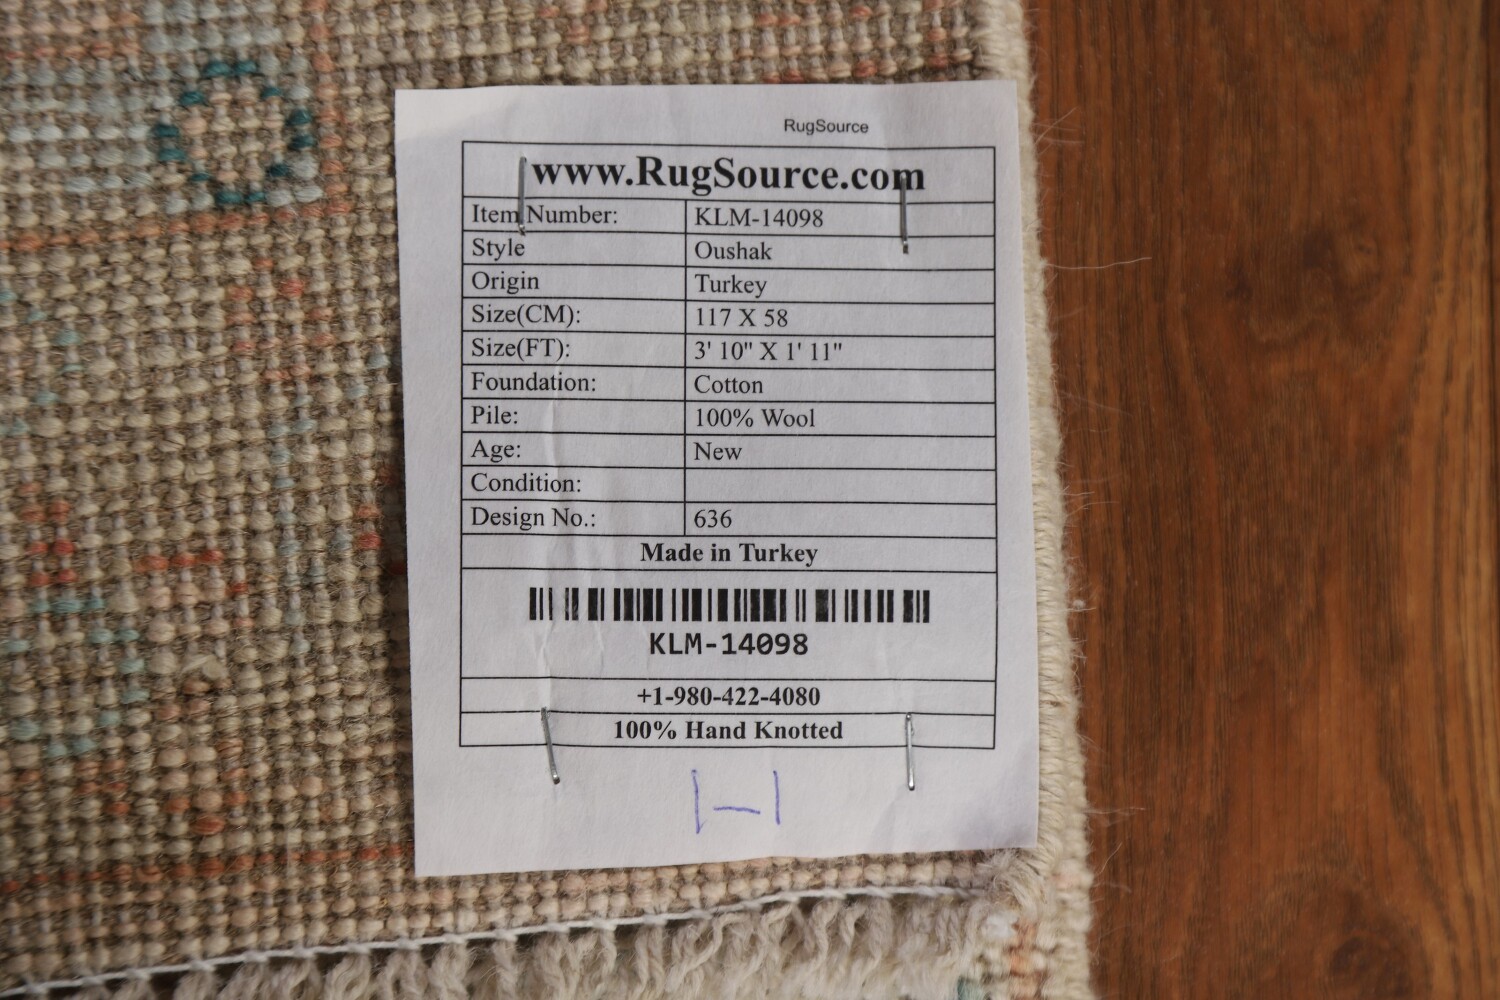 RugSource
www.RugSource.com
Item Number: KLM-14098
Style Oushak
Origin Turkey
Size(CM): 117 X 58
Size(FT): 3' 10" X 1' 11"
Foundation: Cotton
Pile: 100% Wool
Age: New
Condition:
Design No.: 636
Made in Turkey
KLM-14098
+1-980-422-4080
100% Hand Knotted
1-1